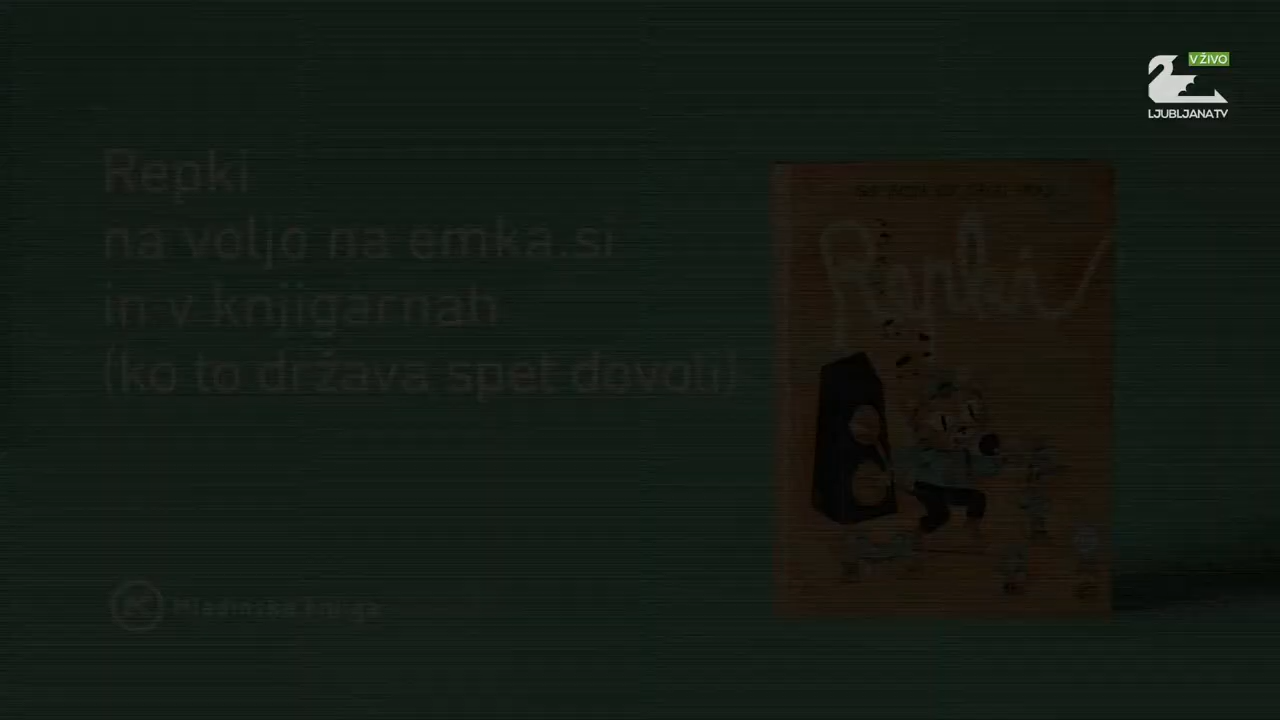 V ŽIVO
LJUBLJANATV
Repki
na voljo na emka.si
in v knjigarnah
(ko to država spet dovoli)
Repki
Mladinska knjiga